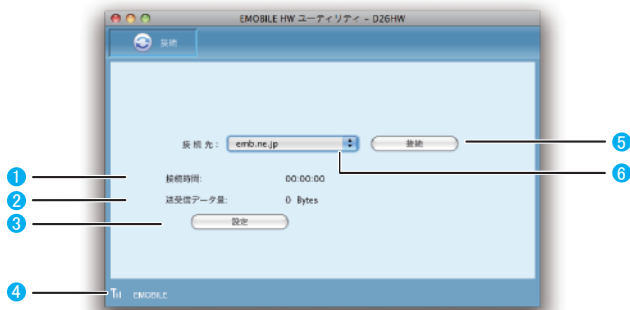 EMOBILE HW ユーティリティ - D26HW
接続
接続先: emb.ne.jp 接続 5
6
1 接続時間: 00:00:00
2 送受信データ量: 0 Bytes
3 設定
4 EMOBILE